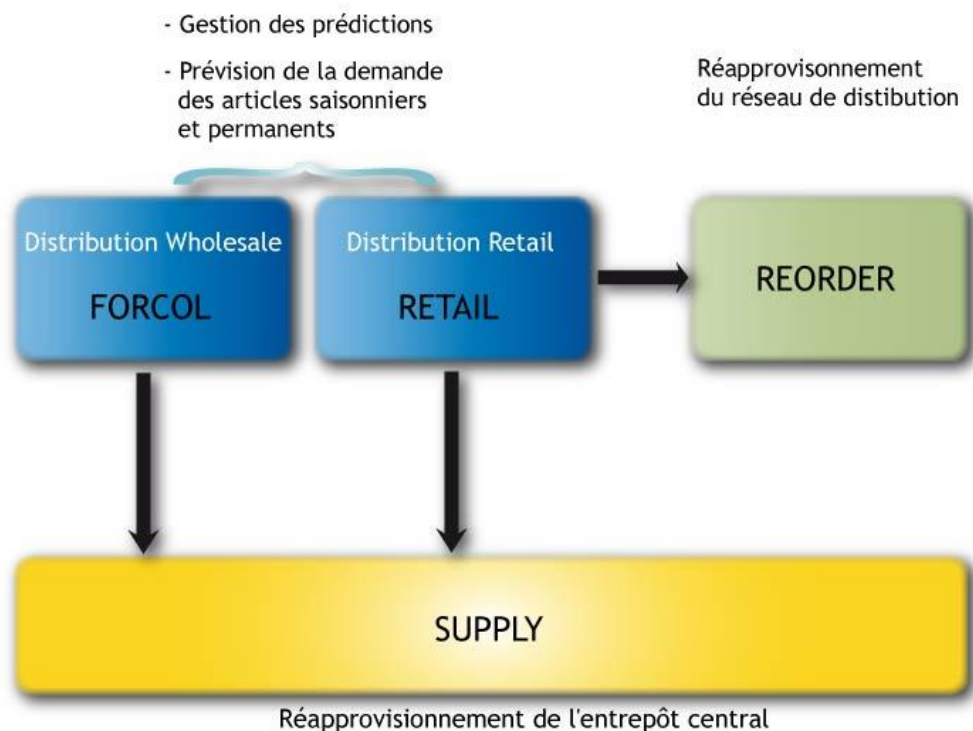 - Gestion des prédictions
- Prévision de la demande
des articles saisonniers
et permanents
Réapprovisonnement
du réseau de distibution
Distribution Wholesale
FORCOL
Distribution Retail
RETAIL
REORDER
SUPPLY
Réapprovisionnement de l'entrepôt central